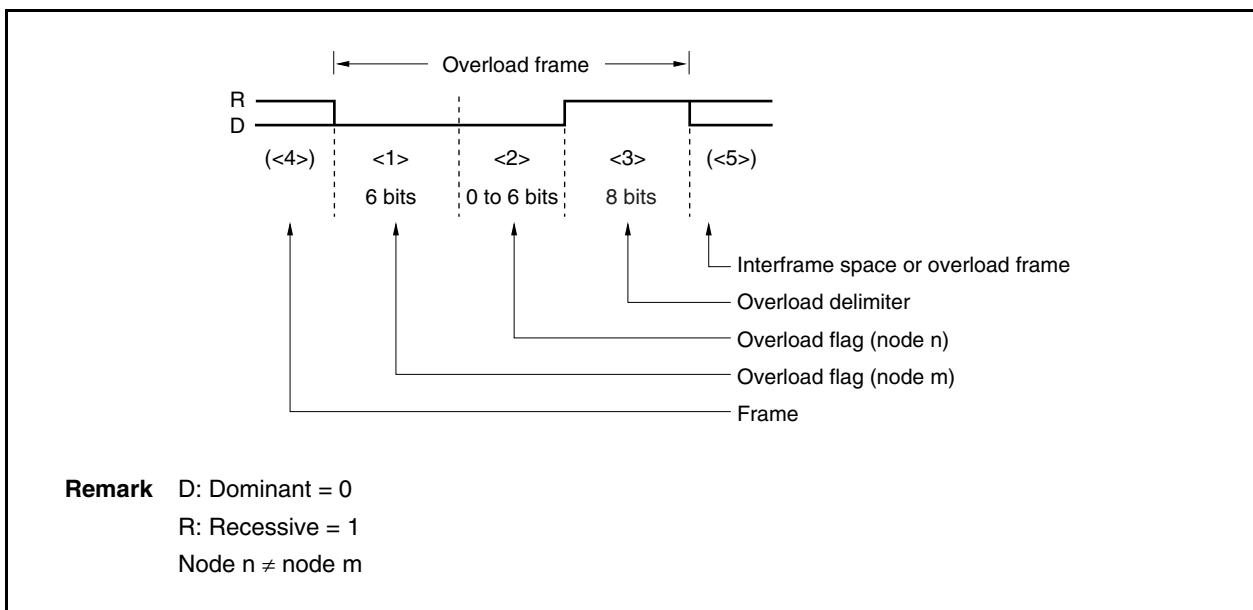 Overload frame
R
D
(<4>) <1> <2> <3> (<5>)
6 bits 0 to 6 bits 8 bits
Interframe space or overload frame
Overload delimiter
Overload flag (node n)
Overload flag (node m)
Frame
Remark D: Dominant = 0
R: Recessive = 1
Node n ≠ node m